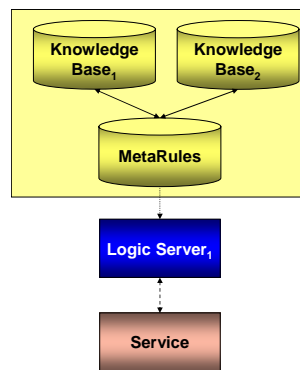 Knowledge
Base₁
Knowledge
Base₂
MetaRules
Logic Server₁
Service